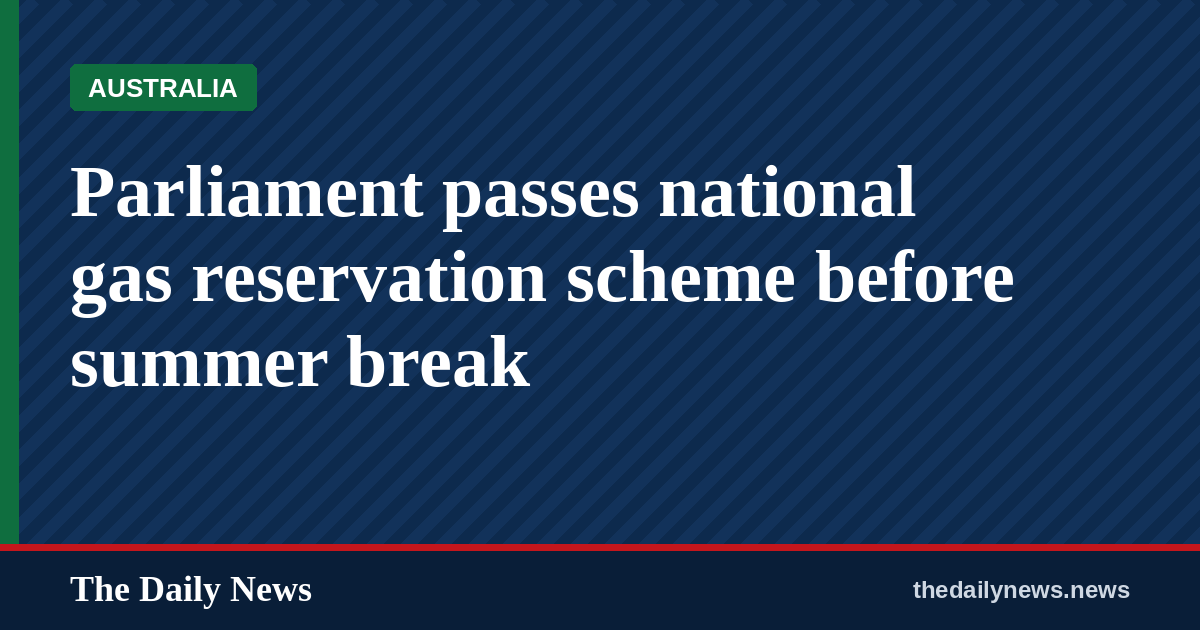 AUSTRALIA
Parliament passes national
gas reservation scheme before
summer break
The Daily News
thedailynews.news